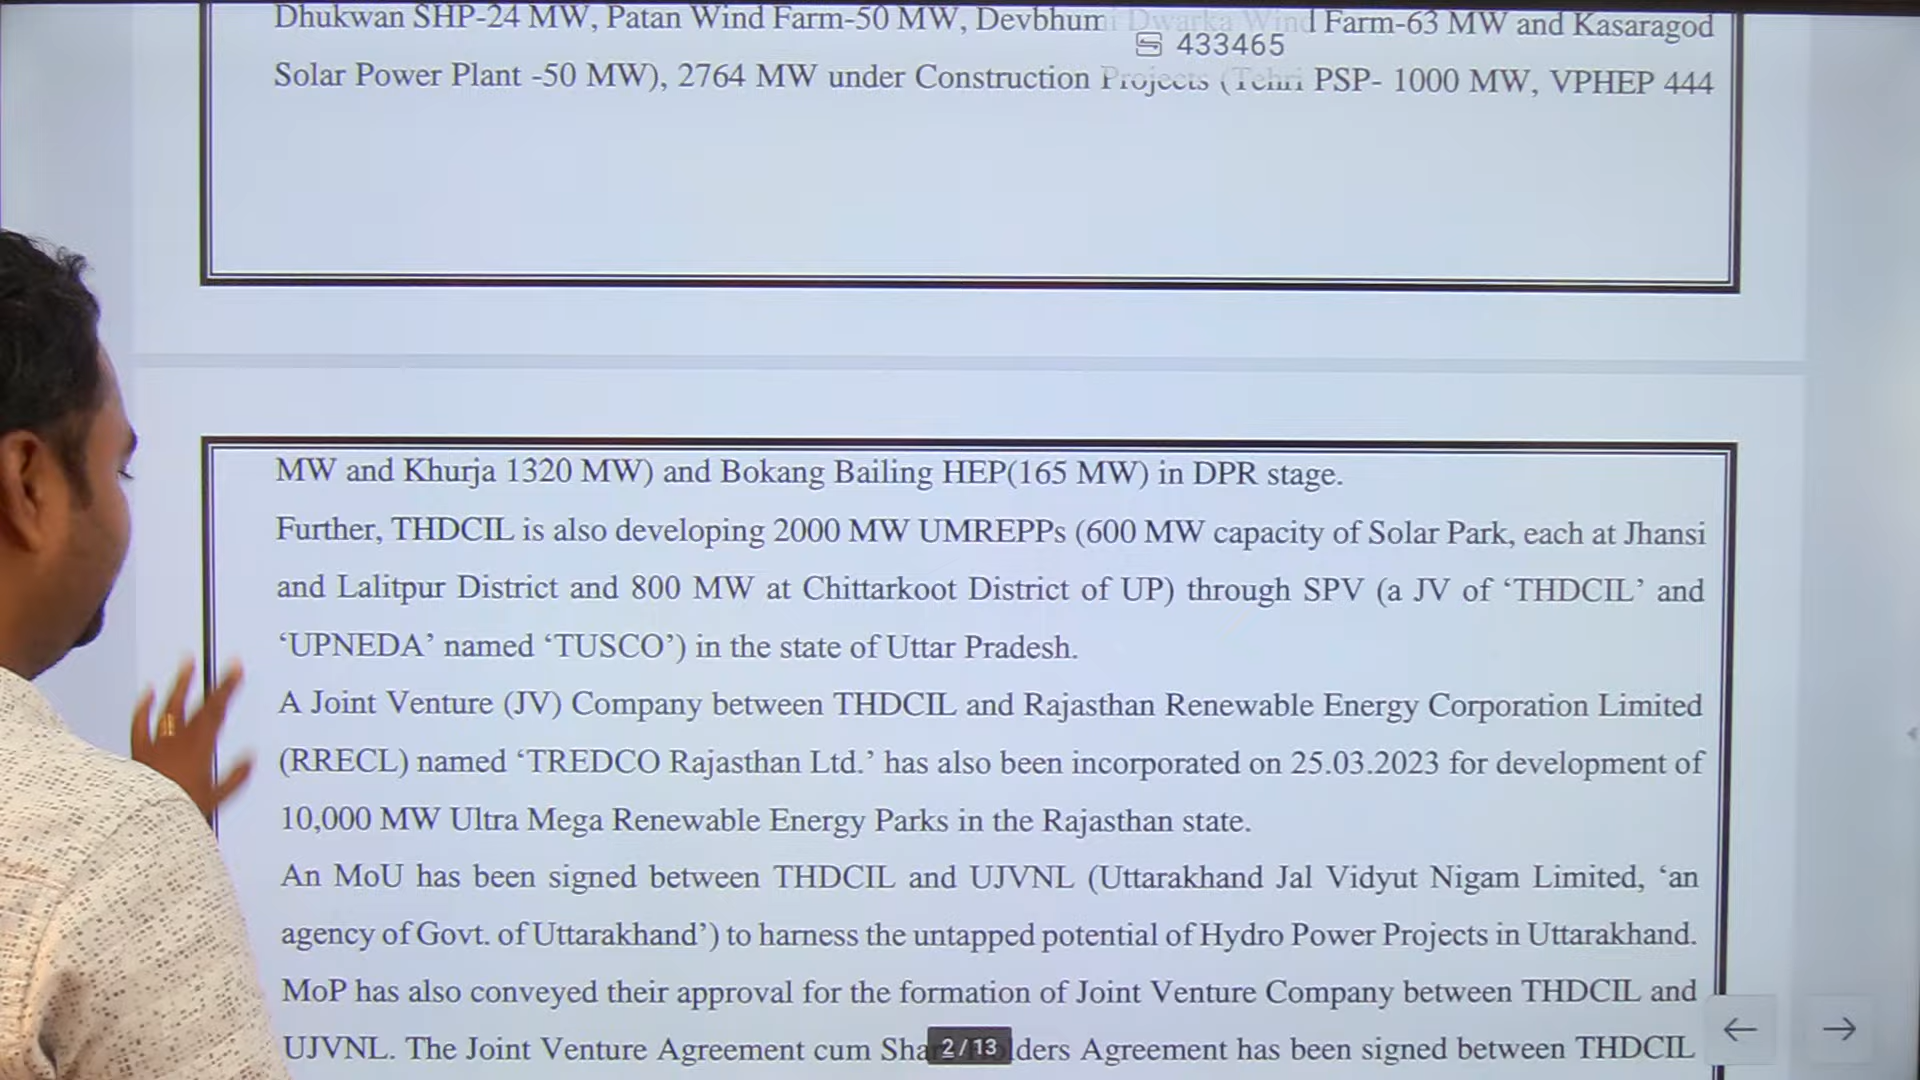 Dhukwan SHP-24 MW, Patan Wind Farm-50 MW, Devbhumi Dwarka Wind Farm-63 MW and Kasaragod
433465
Solar Power Plant -50 MW), 2764 MW under Construction Projects (Tehri PSP- 1000 MW, VPHEP 444
MW and Khurja 1320 MW) and Bokang Bailing HEP(165 MW) in DPR stage.
Further, THDCIL is also developing 2000 MW UMREPPs (600 MW capacity of Solar Park, each at Jhansi
and Lalitpur District and 800 MW at Chittarkoot District of UP) through SPV (a JV of ‘THDCIL’ and
‘UPNEDA’ named ‘TUSCO’) in the state of Uttar Pradesh.
A Joint Venture (JV) Company between THDCIL and Rajasthan Renewable Energy Corporation Limited
(RRECL) named ‘TREDCO Rajasthan Ltd.’ has also been incorporated on 25.03.2023 for development of
10,000 MW Ultra Mega Renewable Energy Parks in the Rajasthan state.
An MoU has been signed between THDCIL and UJVNL (Uttarakhand Jal Vidyut Nigam Limited, ‘an
agency of Govt. of Uttarakhand’) to harness the untapped potential of Hydro Power Projects in Uttarakhand.
MoP has also conveyed their approval for the formation of Joint Venture Company between THDCIL and
UJVNL. The Joint Venture Agreement cum Sha ders Agreement has been signed between THDCIL
2/13